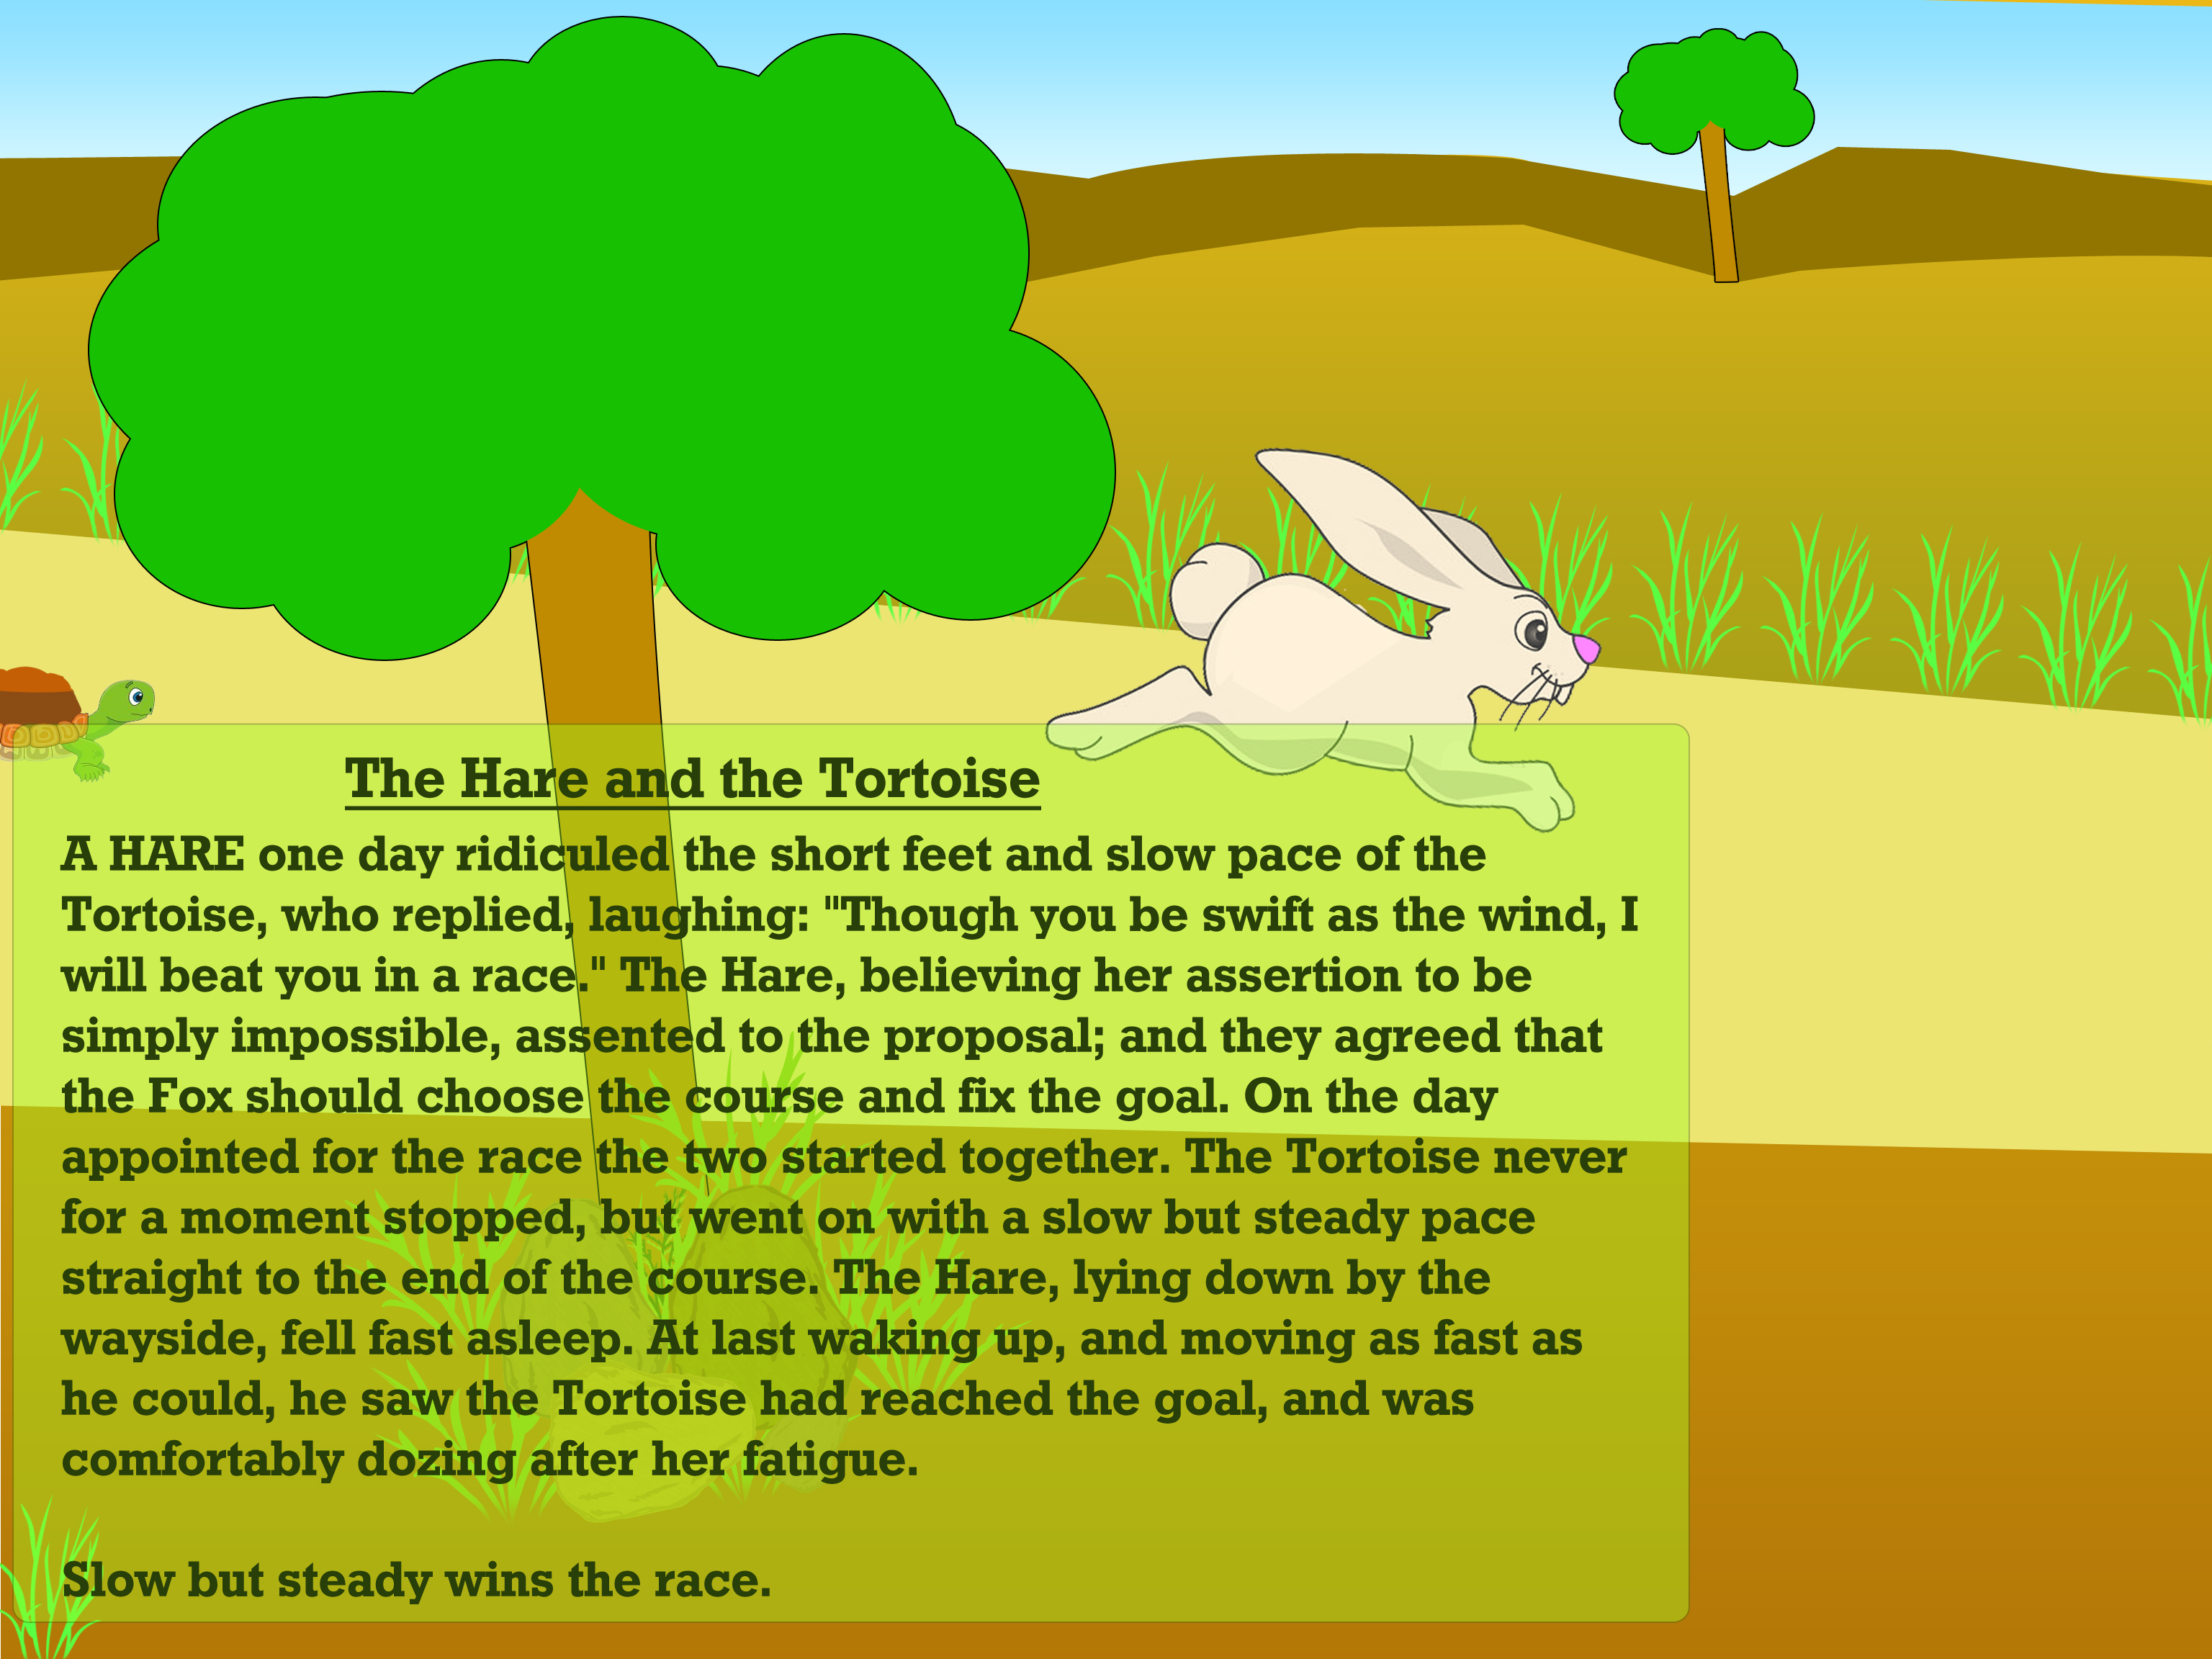 The Hare and the Tortoise
A HARE one day ridiculed the short feet and slow pace of the
Tortoise, who replied, laughing: "Though you be swift as the wind, I
will beat you in a race." The Hare, believing her assertion to be
simply impossible, assented to the proposal; and they agreed that
the Fox should choose the course and fix the goal. On the day
appointed for the race the two started together. The Tortoise never
for a moment stopped, but went on with a slow but steady pace
straight to the end of the course. The Hare, lying down by the
wayside, fell fast asleep. At last waking up, and moving as fast as
he could, he saw the Tortoise had reached the goal, and was
comfortably dozing after her fatigue.
Slow but steady wins the race.